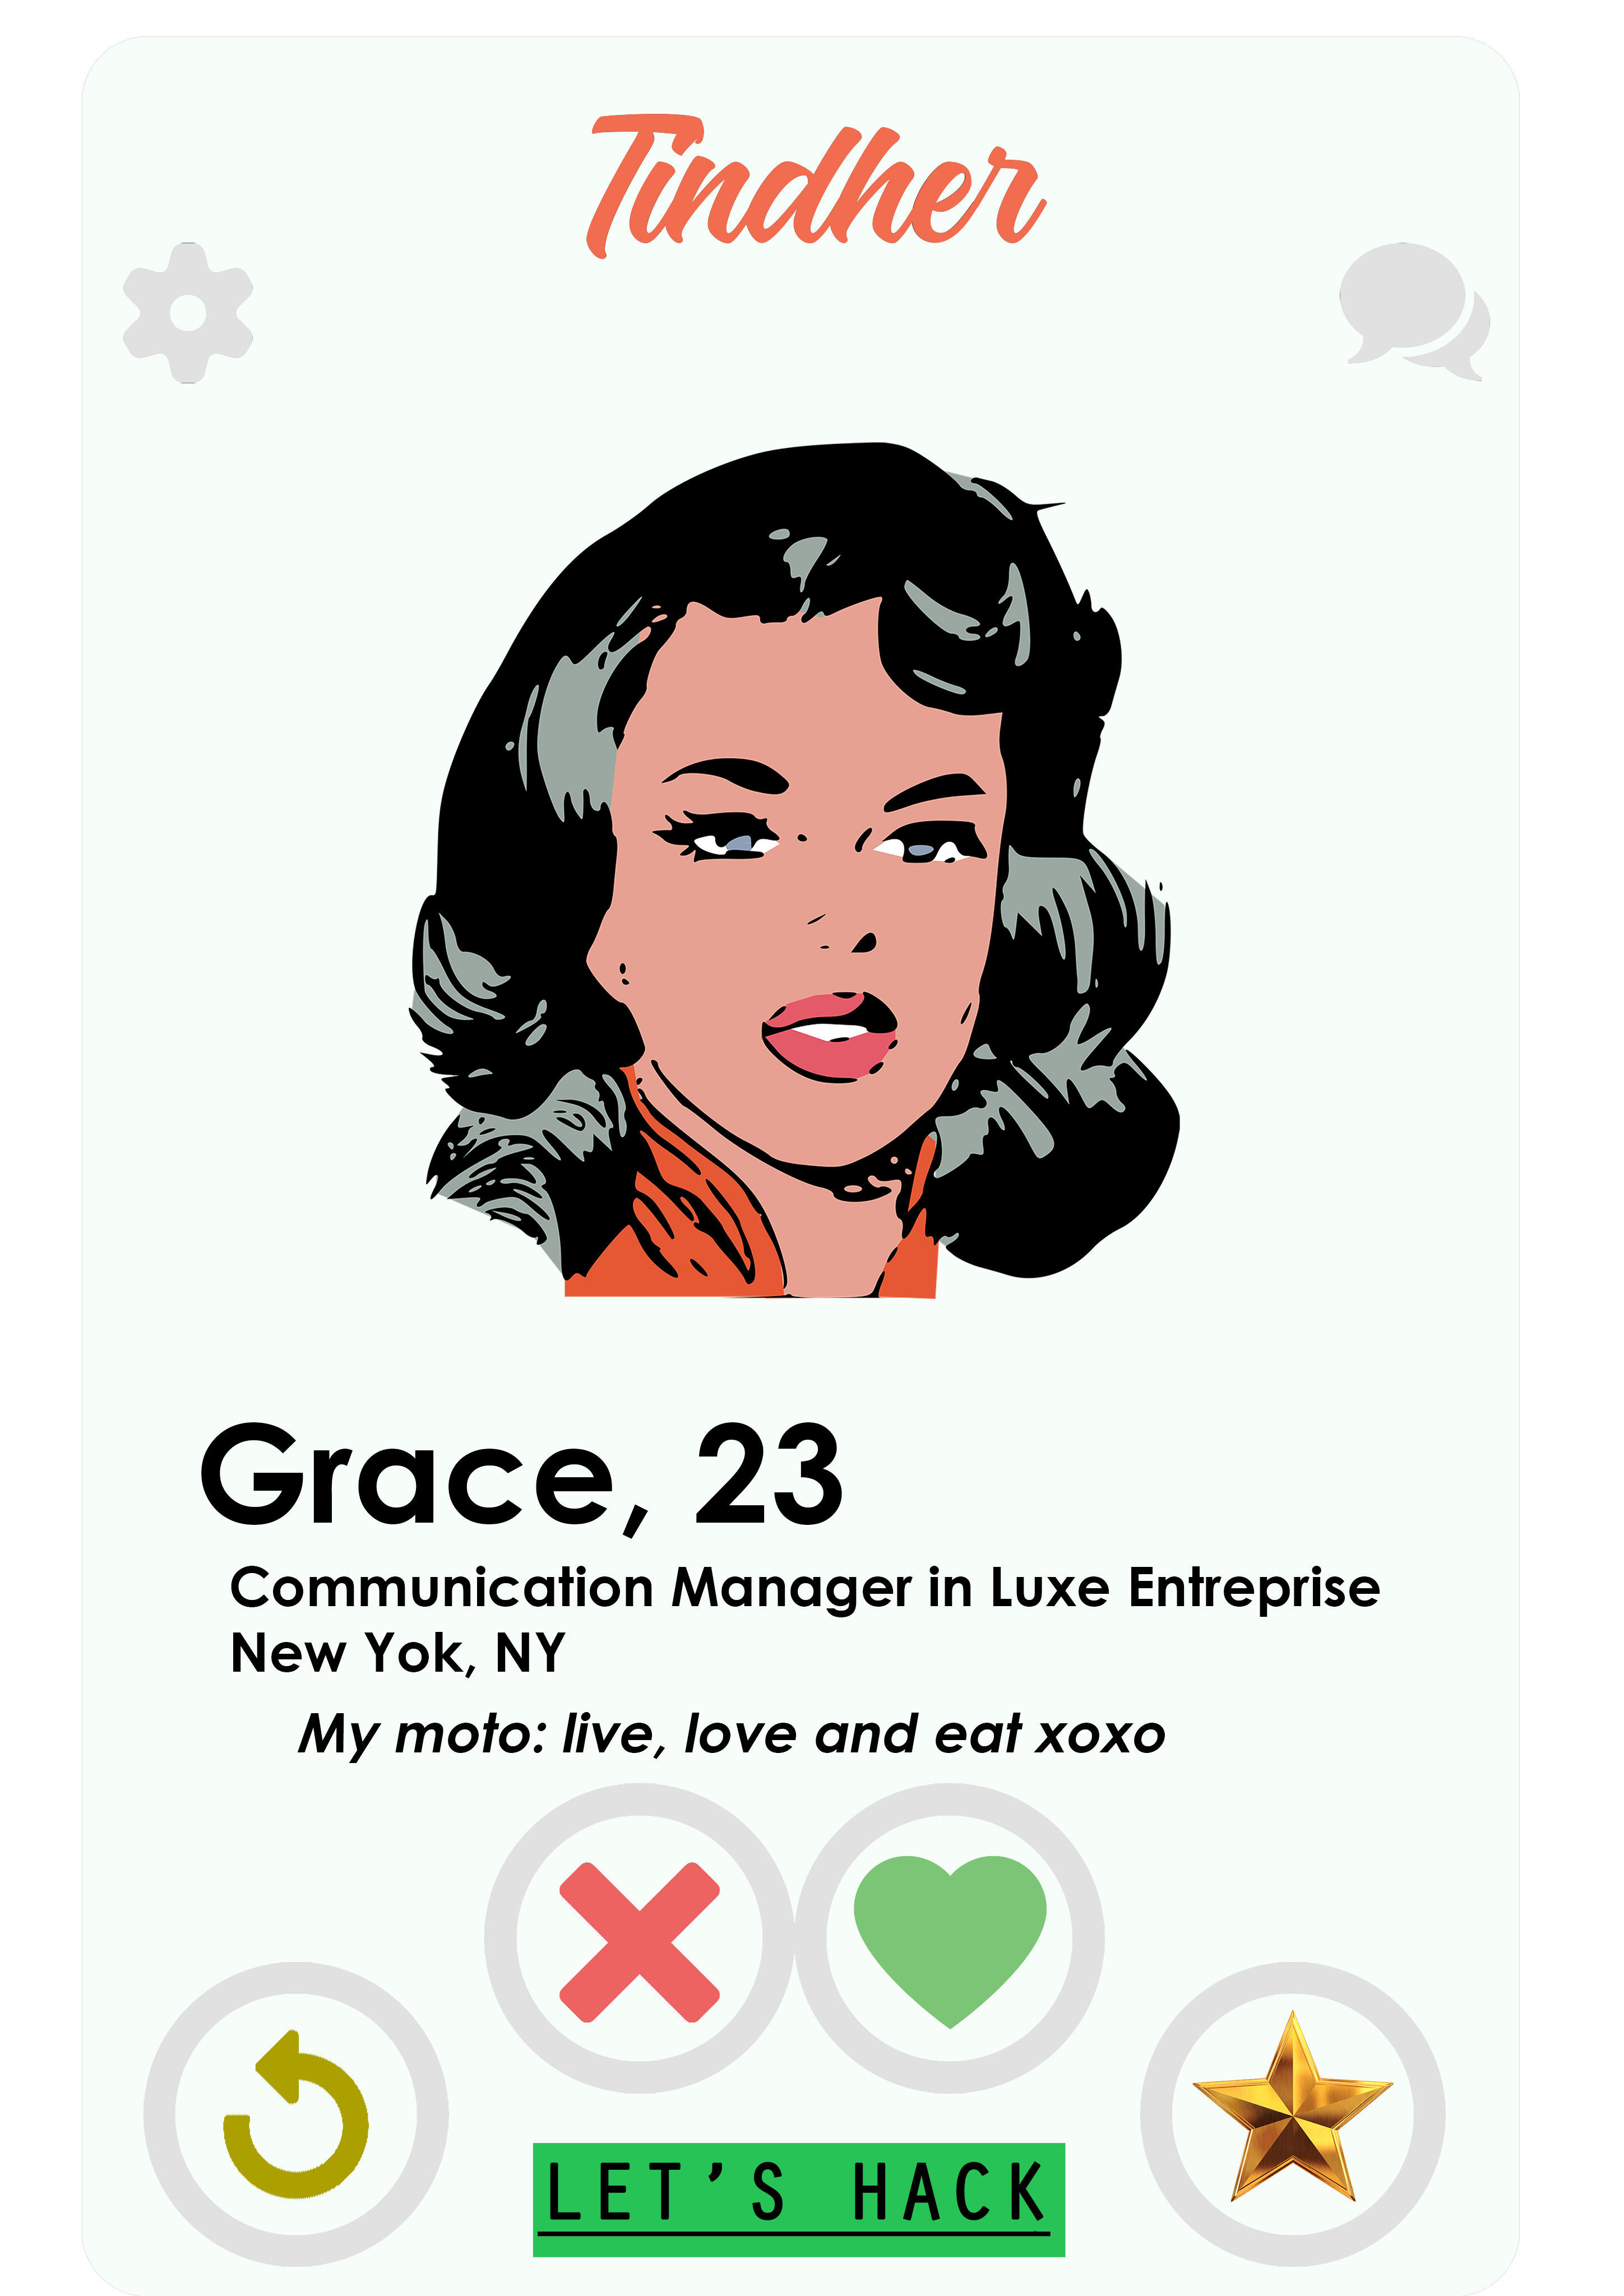 Tindher
Grace, 23
Communication Manager in Luxe Entreprise
New Yok, NY
My moto: live, love and eat xoxo
LET'S HACK